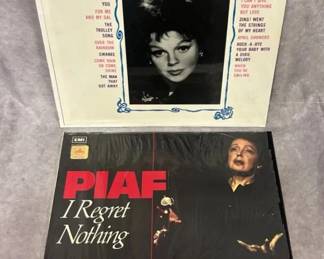 YOU
FOR ME
AND MY GAL
THE
TROLLEY
SONG
OVER THE
RAINBOW
SWANEE
COME RAIN
OR COME
SHINE
THE MAN
THAT
GOT AWAY
I CAN'T GIVE
YOU ANYTHING
BUT LOVE
ZING! WENT
THE STRINGS
OF MY HEART
APRIL SHOWERS
ROCK-A-BYE
YOUR BABY WITH
A DIXIE
MELODY
WHEN
YOU'RE
SMILING
EMI
PIAF
I Regret
Nothing